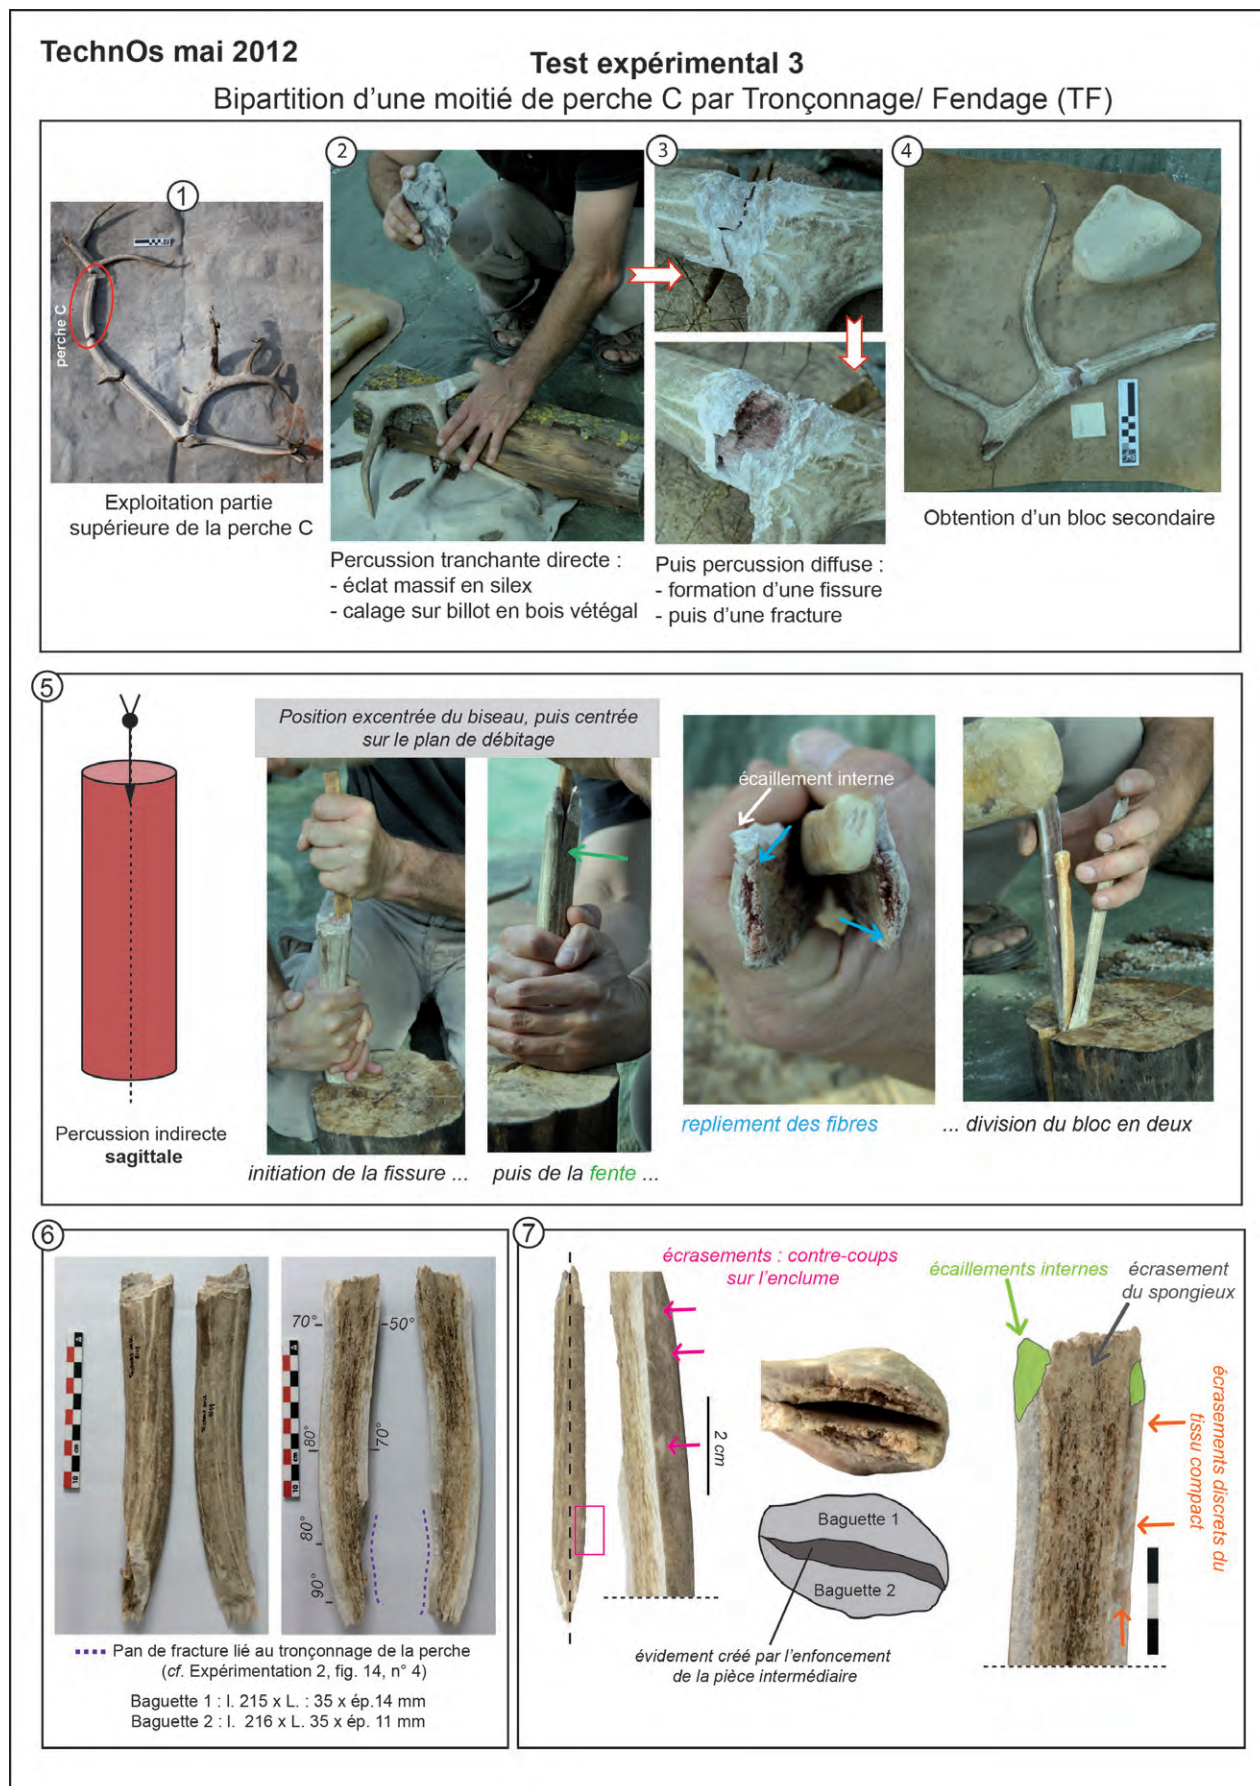 TechnOs mai 2012
Test expérimental 3
Bipartition d'une moitié de perche C par Tronçonnage/ Fendage (TF)
1
perche C
Exploitation partie
supérieure de la perche C
2
Percussion tranchante directe :
- éclat massif en silex
- calage sur billot en bois vétégal
3
Puis percussion diffuse :
- formation d'une fissure
- puis d'une fracture
4
Obtention d'un bloc secondaire
5
Percussion indirecte
sagittale
Position excentrée du biseau, puis centrée
sur le plan de débitage
initiation de la fissure ...
puis de la fente ...
écaillement interne
repliement des fibres
... division du bloc en deux
6
10 cm
10 cm
70°
50°
80°
70°
80°
90°
Pan de fracture lié au tronçonnage de la perche
(cf. Expérimentation 2, fig. 14, n° 4)
Baguette 1 : l. 215 x L. : 35 x ép.14 mm
Baguette 2 : l. 216 x L. 35 x ép. 11 mm
7
écrasements : contre-coups
sur l'enclume
2 cm
Baguette 1
Baguette 2
évidement créé par l'enfoncement
de la pièce intermédiaire
écaillements internes
écrasement
du spongieux
écrasements discrets du
tissu compact